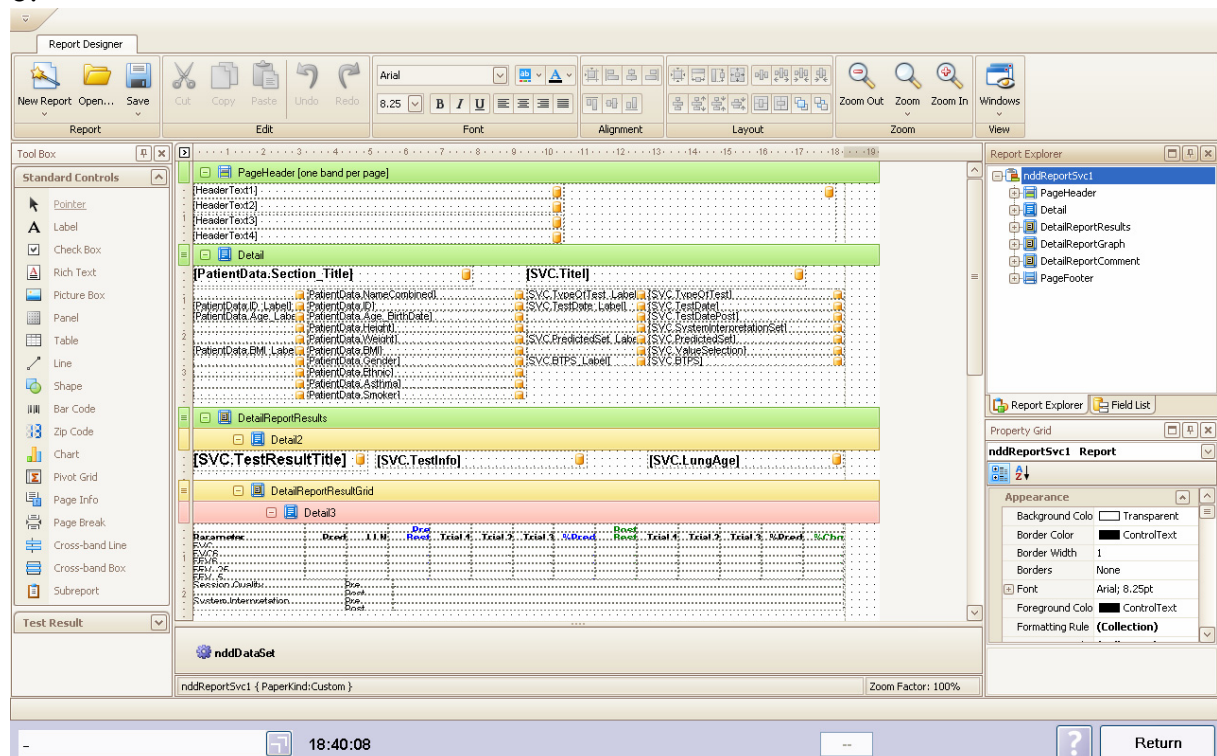 Report Designer
New Report Open... Save
Cut Copy Paste Undo Redo
Arial
8.25 B I U
Zoom Out Zoom Zoom In
Windows
Report Edit Font Alignment Layout Zoom View
Tool Box
Standard Controls
Pointer
Label
Check Box
Rich Text
Picture Box
Panel
Table
Line
Shape
Bar Code
Zip Code
Chart
Pivot Grid
Page Info
Page Break
Cross-band Line
Cross-band Box
Subreport
Test Result
PageHeader [one band per page]
[HeaderText1]
[HeaderText2]
[HeaderText3]
[HeaderText4]
Detail
[PatientData.Section_Title] [SVC.Titel]
[PatientData.NameCombined] [SVC.TypeOfTest_Label [SVC.TypeOfTest]
[PatientData.ID_Label] [PatientData.ID] [SVC.TestDate_Label] [SVC.TestDate]
[PatientData.Age_Labe [PatientData.Age_BirthDate] [SVC.TestDatePost]
[PatientData.Height] [SVC.SystemInterpretationSet]
[PatientData.Weight] [SVC.PredictedSet_Labe [SVC.PredictedSet]
[PatientData.BMI_Labe [PatientData.BMI] [SVC.ValueSelection]
[PatientData.Gender] [SVC.BTPS_Label] [SVC.BTPS]
[PatientData.Ethnic]
[PatientData.Asthma]
[PatientData.Smoker]
DetailReportResults
Detail2
[SVC.TestResultTitle] [SVC.TestInfo] [SVC.LungAge]
DetailReportResultGrid
Detail3
Pre Post
Parameter Pred LLN Best Trial 1 Trial 2 Trial 3 %Pred Best Trial 1 Trial 2 Trial 3 %Pred %Chg
Session Quality Pre
Post
System Interpretation Pre
Post
nddDataSet
nddReportSvc1 { PaperKind:Custom } Zoom Factor: 100%
Report Explorer
nddReportSvc1
PageHeader
Detail
DetailReportResults
DetailReportGraph
DetailReportComment
PageFooter
Report Explorer Field List
Property Grid
nddReportSvc1 Report
Appearance
Background Colo Transparent
Border Color ControlText
Border Width 1
Borders None
Font Arial; 8.25pt
Foreground Colo ControlText
Formatting Rule (Collection)
– 18:40:08 -- ? Return